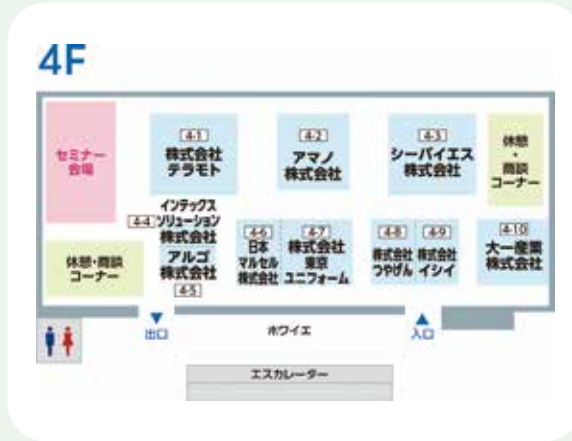 4F
セミナー
会場
4-1
株式会社
テラモト
4-2
アマノ
株式会社
4-3
シーバイエス
株式会社
休憩
・
商談
コーナー
インテックス
4-4 ソリューション
株式会社
アルゴ
株式会社
4-5
休憩・商談
コーナー
4-6
日本
マルセル
株式会社
4-7
株式会社
東京
ユニフォーム
4-8
株式会社
つやげん
4-9
株式会社
イシイ
4-10
大一産業
株式会社
出口
ホワイエ
入口
エスカレーター